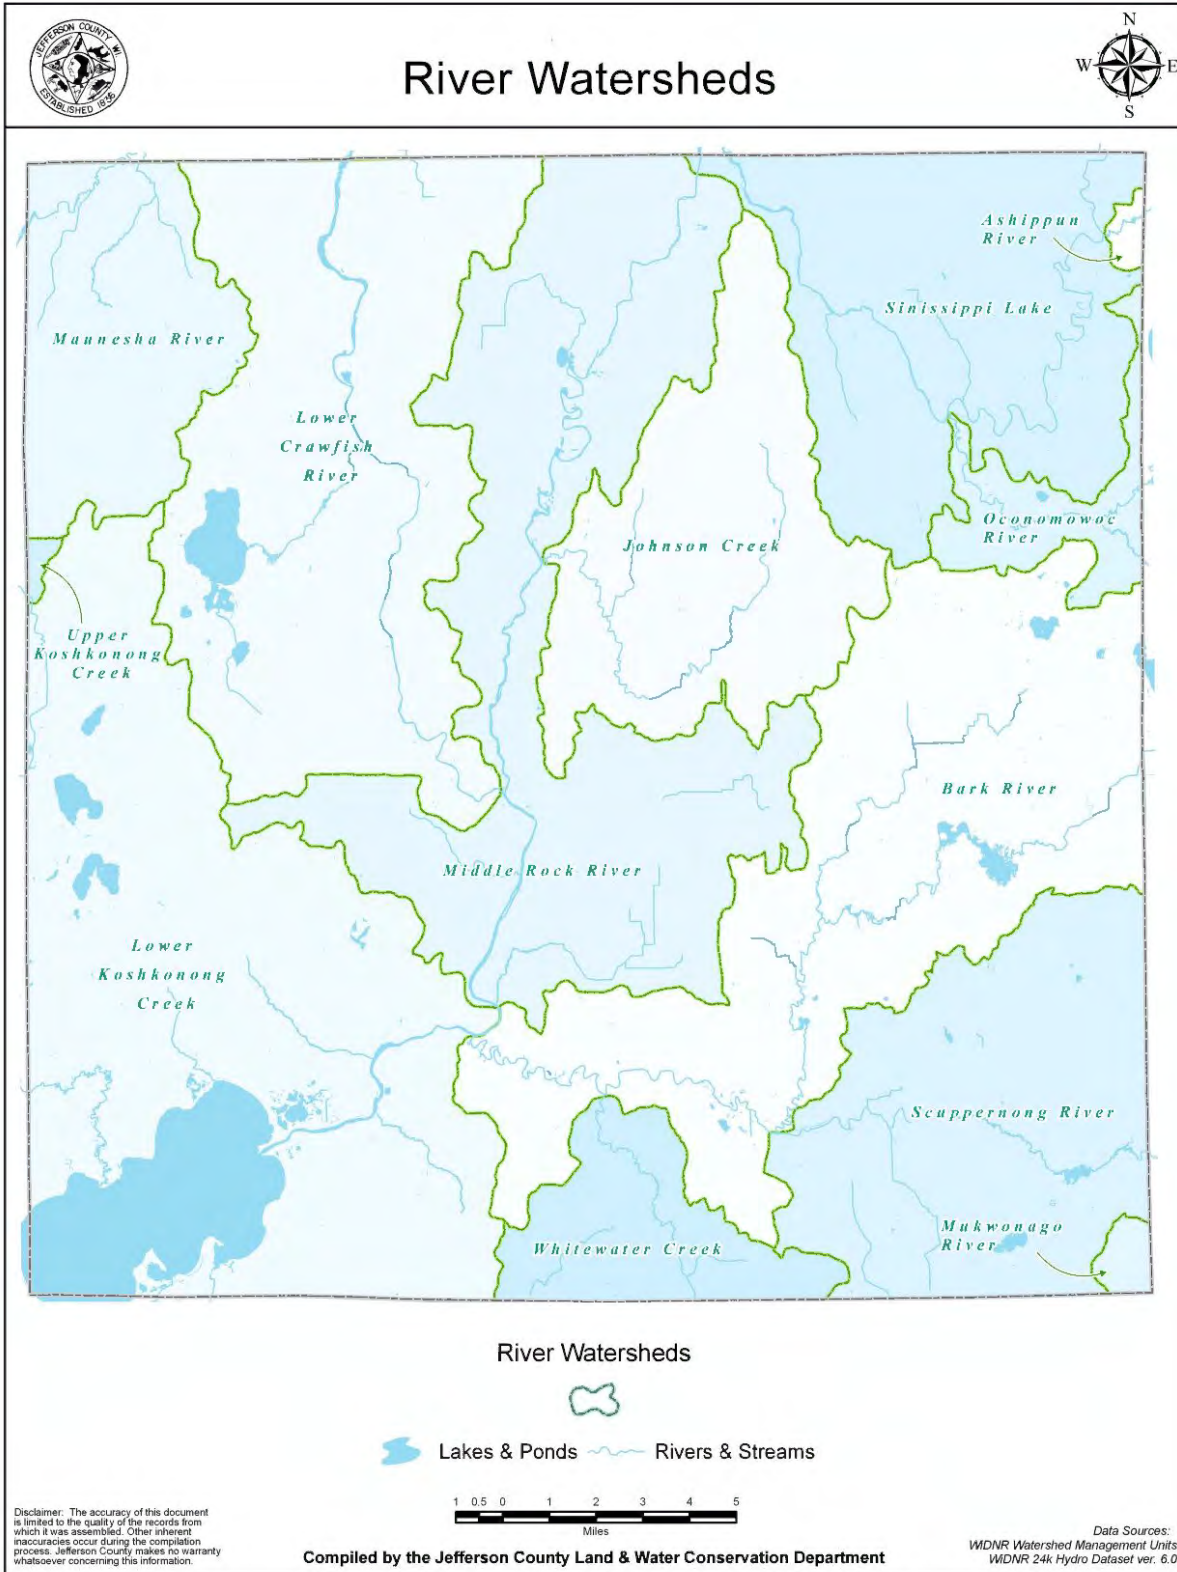 JEFFERSON COUNTY WI
ESTABLISHED 1836
River Watersheds
N
W
E
S
Ashippun
River
Sinissippi Lake
Maunesha River
Lower
Crawfish
River
Oconomowoc
River
Johnson Creek
Upper
Koshkonong
Creek
Bark River
Middle Rock River
Lower
Koshkonong
Creek
Scuppernong River
Mukwonago
River
Whitewater Creek
River Watersheds
Lakes & Ponds
Rivers & Streams
1 0.5 0 1 2 3 4 5
Miles
Disclaimer: The accuracy of this document
is limited to the quality of the records from
which it was assembled. Other inherent
inaccuracies occur during the compilation
process. Jefferson County makes no warranty
whatsoever concerning this information.
Compiled by the Jefferson County Land & Water Conservation Department
Data Sources:
WIDNR Watershed Management Units
WIDNR 24k Hydro Dataset ver. 6.0